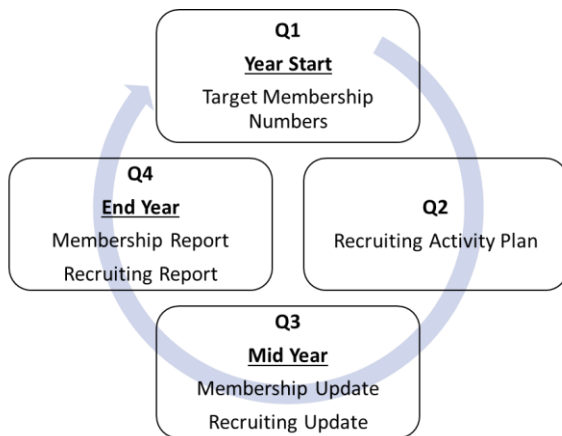 Q1
Year Start
Target Membership
Numbers
Q2
Recruiting Activity Plan
Q3
Mid Year
Membership Update
Recruiting Update
Q4
End Year
Membership Report
Recruiting Report